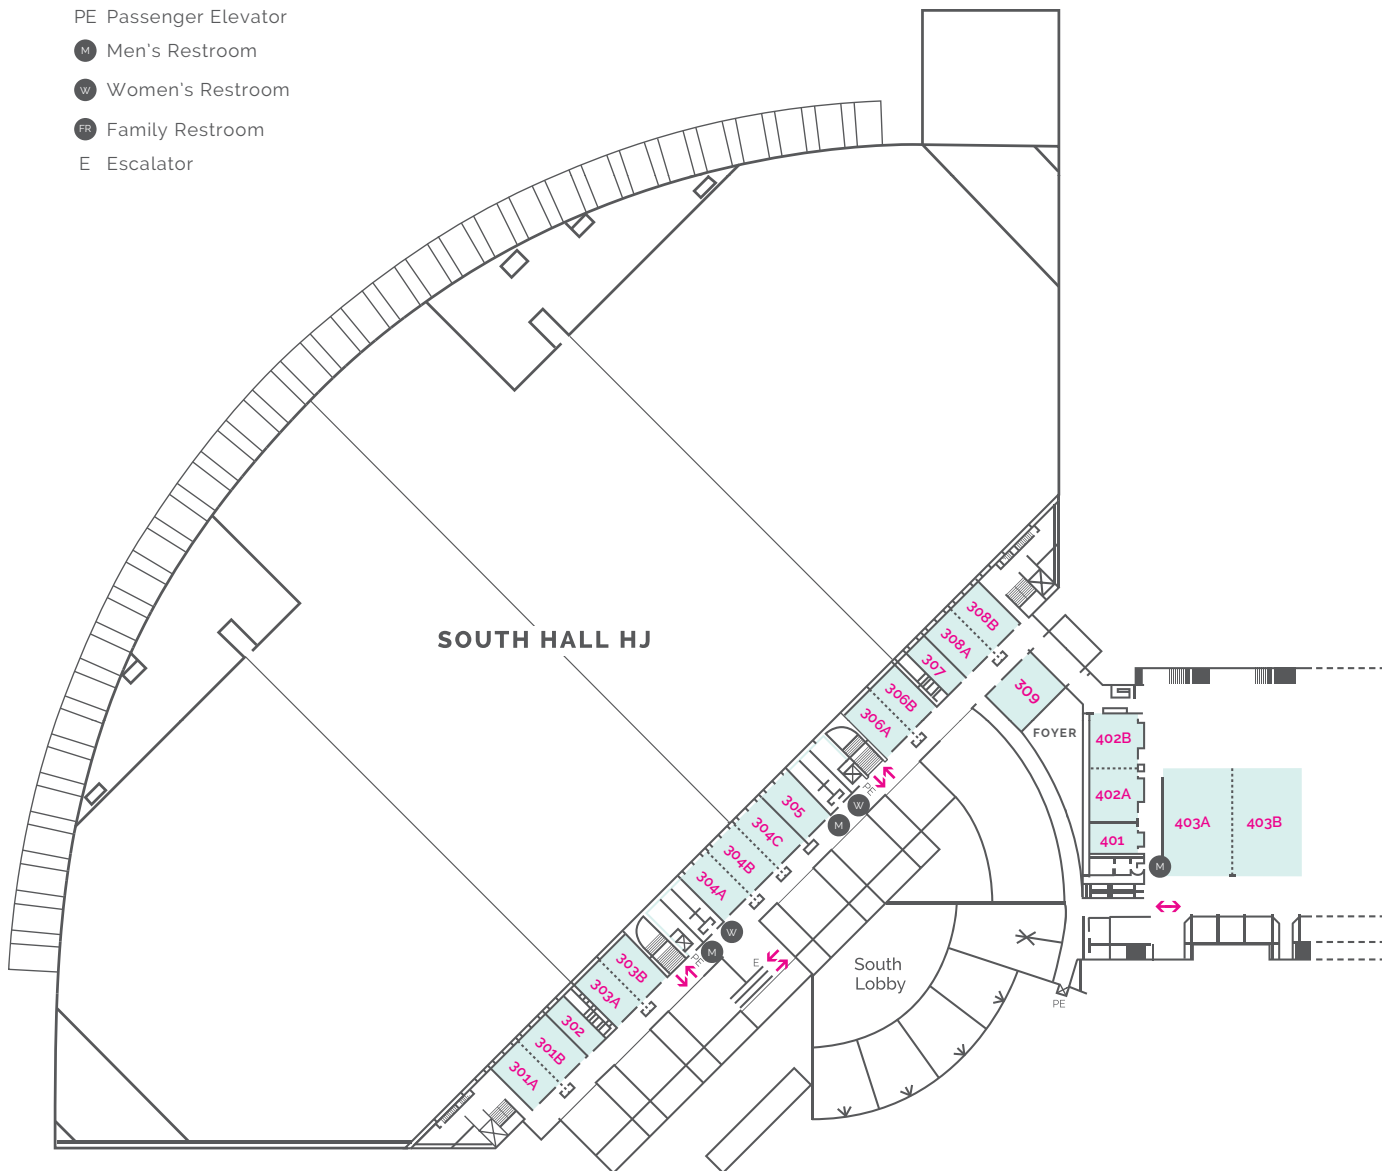 PE Passenger Elevator
M Men's Restroom
W Women's Restroom
FR Family Restroom
E Escalator
SOUTH HALL HJ
308B
308A
307
309
306B
306A
FOYER
402B
402A
401
403A
403B
PE
W
M
M
305
304C
304B
304A
W
M
PE
E
303B
303A
302
301B
301A
South
Lobby
PE